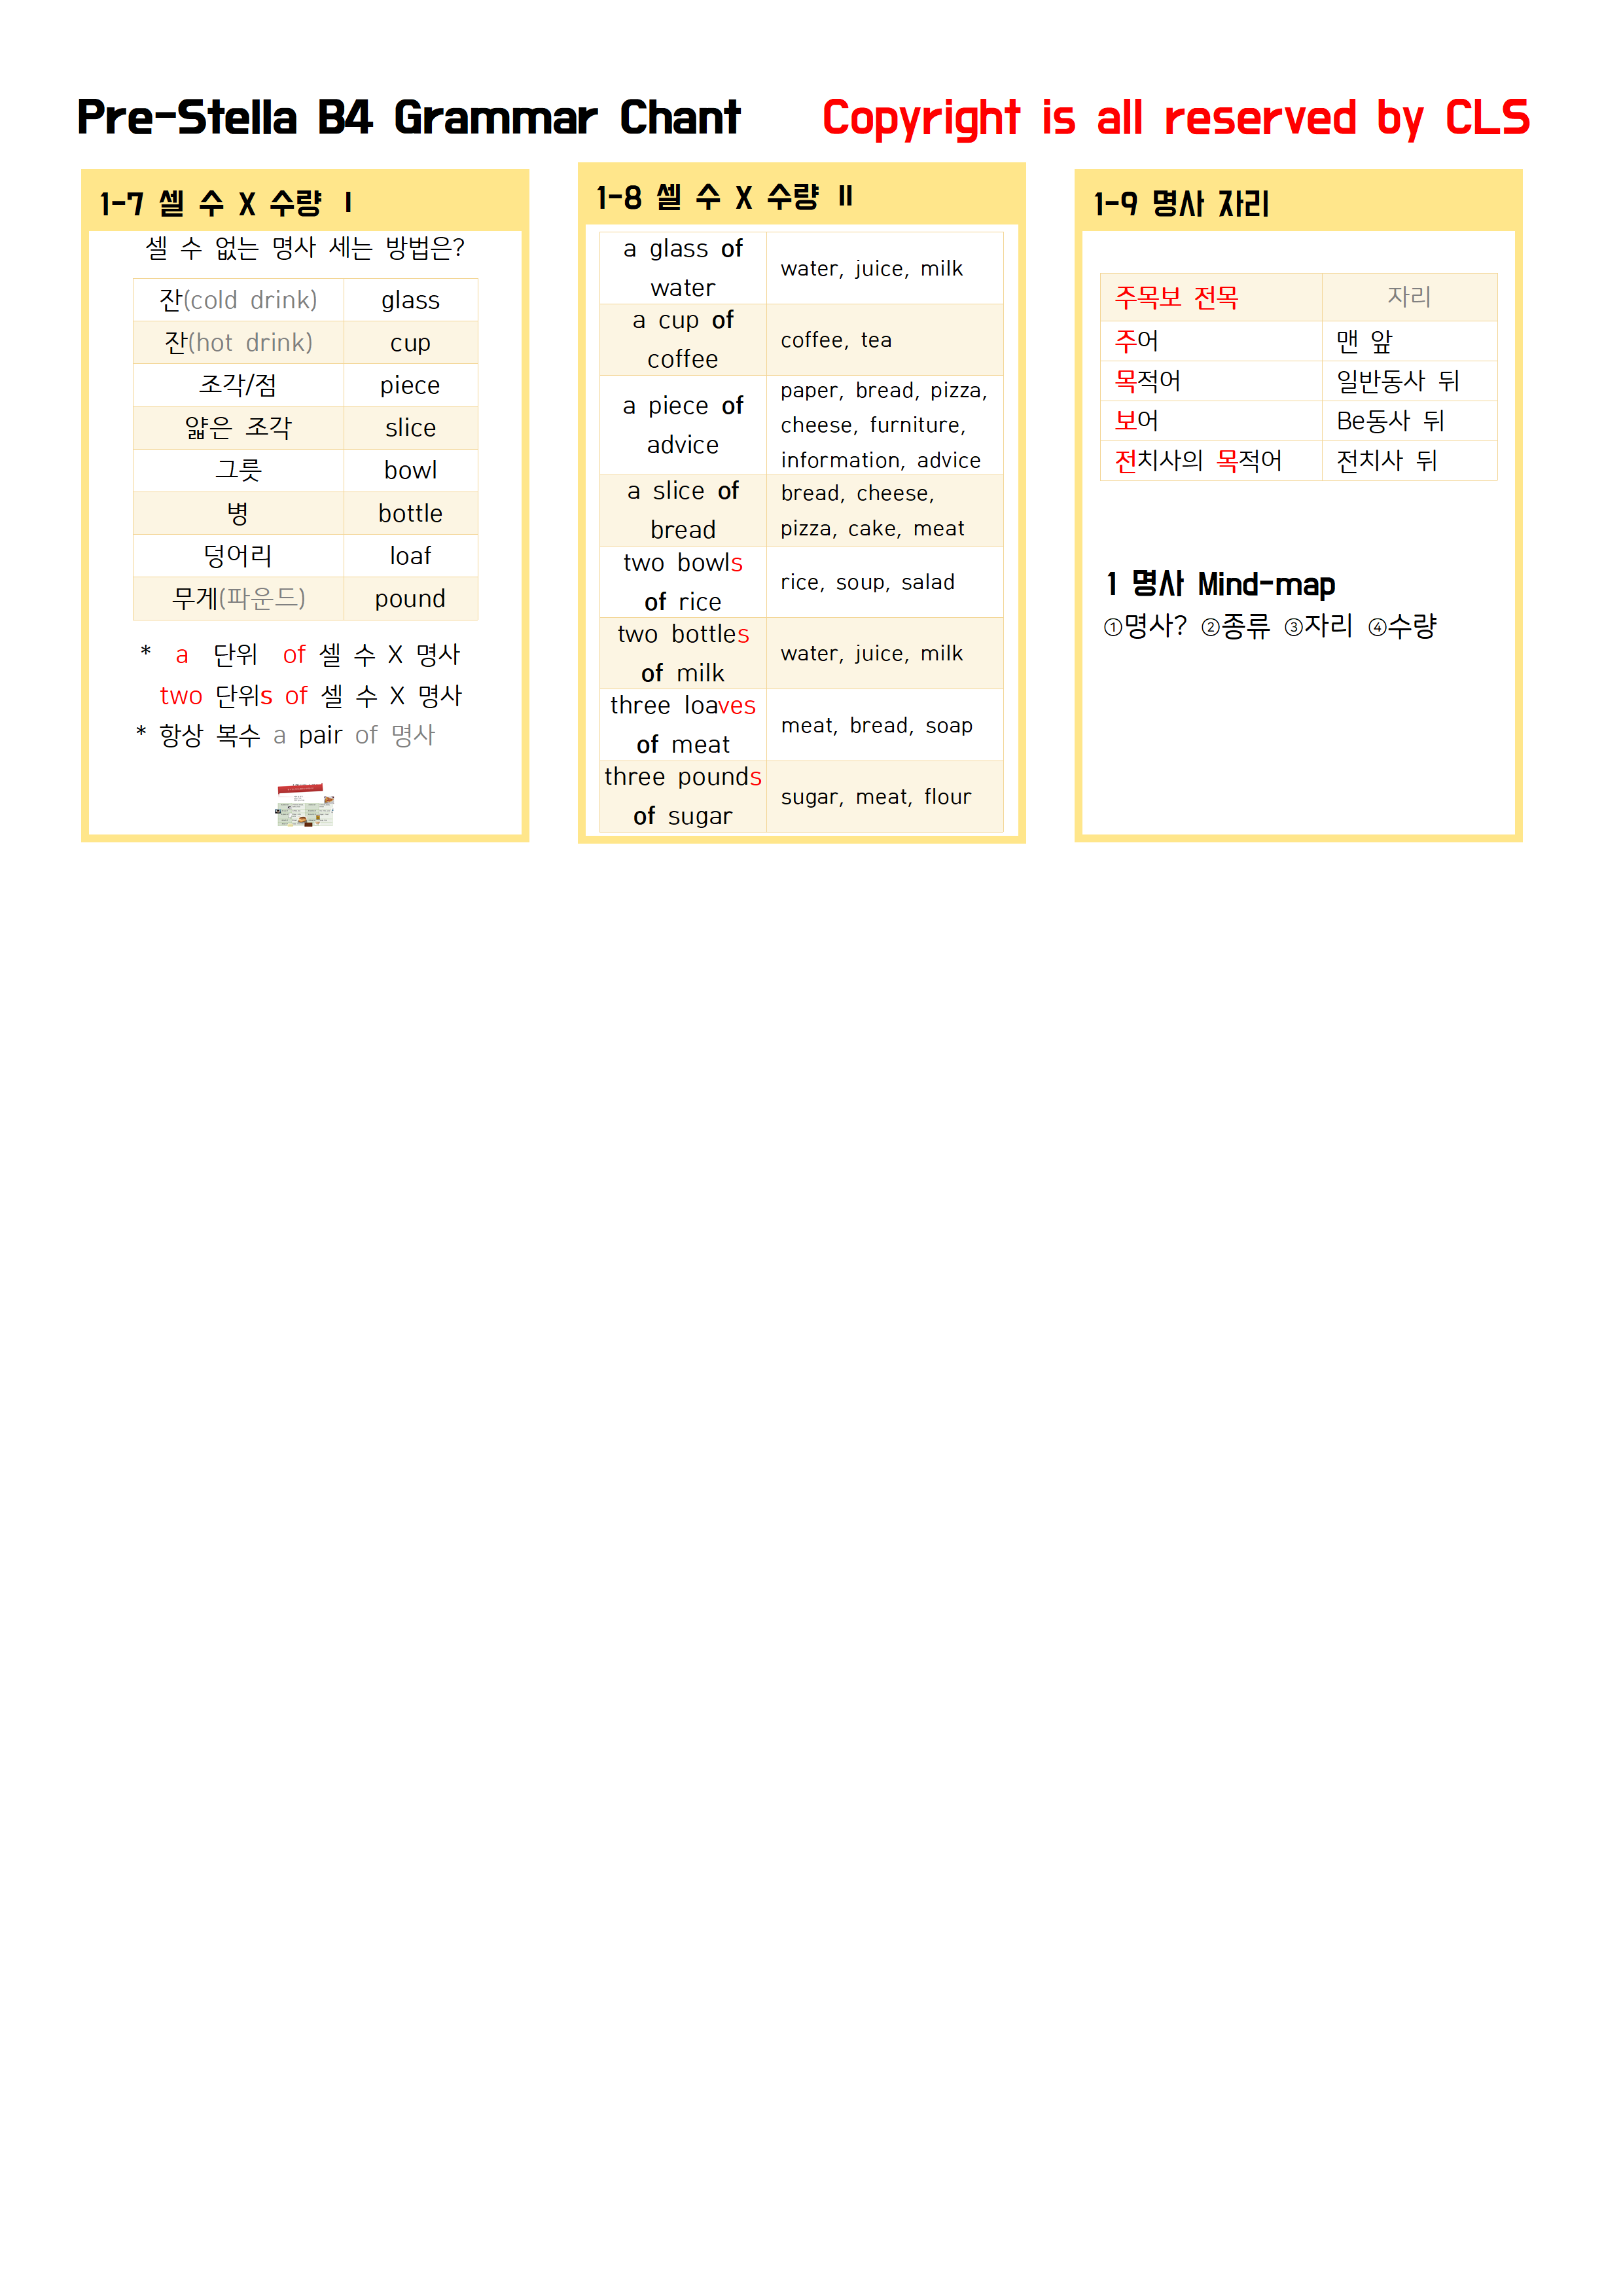 Pre-Stella B4 Grammar Chant Copyright is all reserved by CLS
1-7 셀 수 X 수량 I
셀 수 없는 명사 세는 방법은?
잔(cold drink) glass
잔(hot drink) cup
조각/점 piece
얇은 조각 slice
그릇 bowl
병 bottle
덩어리 loaf
무게(파운드) pound
* a 단위 of 셀 수 X 명사
two 단위s of 셀 수 X 명사
* 항상 복수 a pair of 명사
1-8 셀 수 X 수량 II
a glass of
water
water, juice, milk
a cup of
coffee
coffee, tea
a piece of
advice
paper, bread, pizza,
cheese, furniture,
information, advice
a slice of
bread
bread, cheese,
pizza, cake, meat
two bowls
of rice
rice, soup, salad
two bottles
of milk
water, juice, milk
three loaves
of meat
meat, bread, soap
three pounds
of sugar
sugar, meat, flour
1-9 명사 자리
주목보 전목 자리
주어 맨 앞
목적어 일반동사 뒤
보어 Be동사 뒤
전치사의 목적어 전치사 뒤
1 명사 Mind-map
①명사? ②종류 ③자리 ④수량